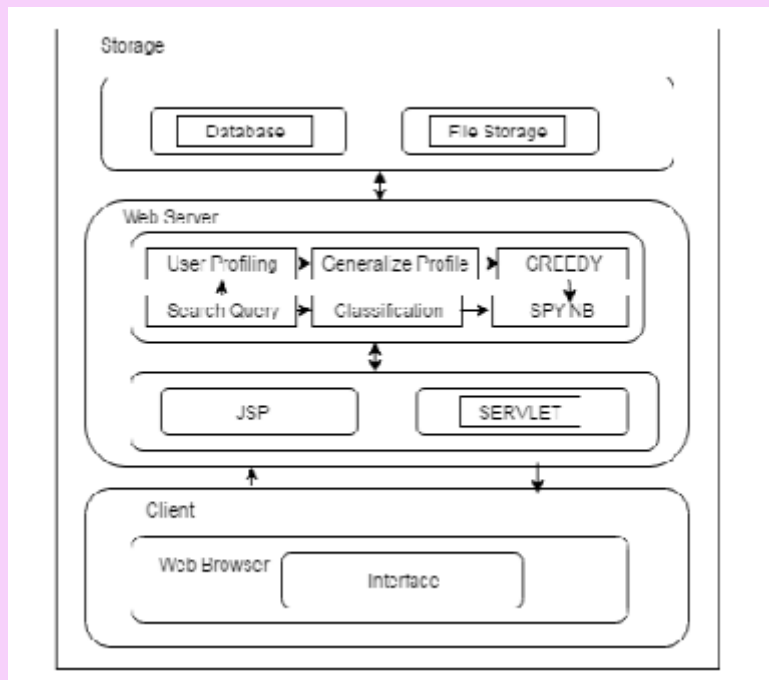 Storage
Database
File Storage
Web Server
User Profiling
Generalize Profile
GREEDY
Search Query
Classification
SPY NB
JSP
SERVLET
Client
Web Browser
Interface